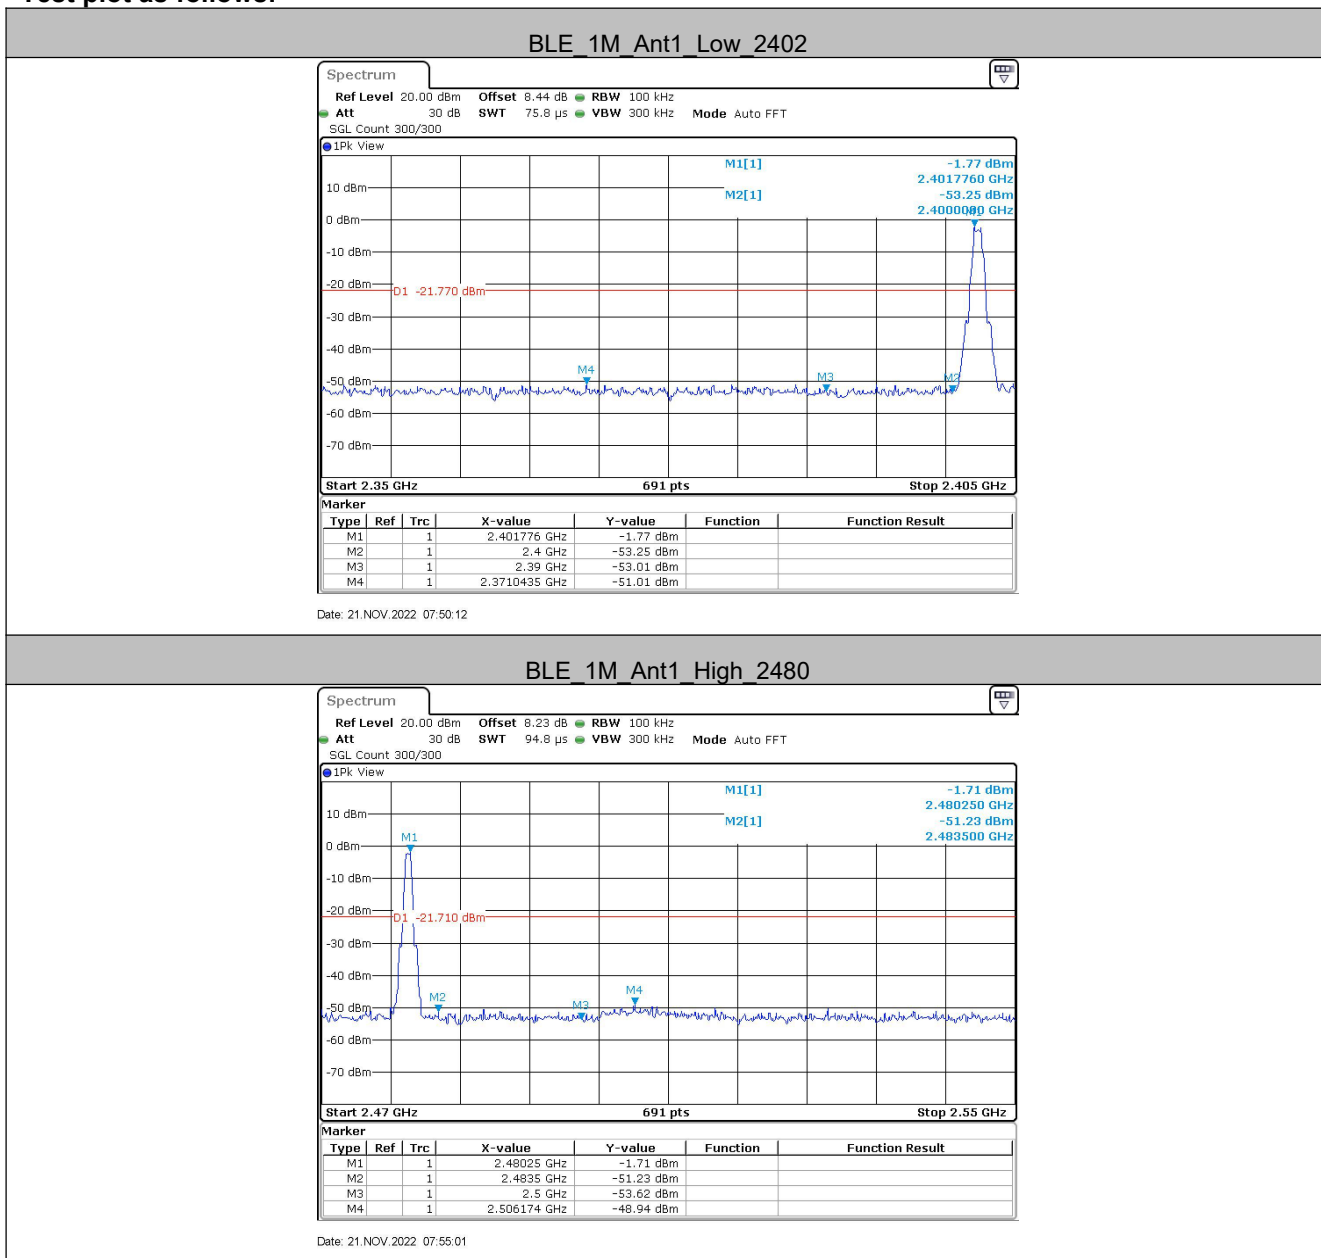 Test plot as follows:
BLE_1M_Ant1_Low_2402
Spectrum
Ref Level 20.00 dBm Offset 8.44 dB RBW 100 kHz
Att 30 dB SWT 75.8 µs VBW 300 kHz Mode Auto FFT
SGL Count 300/300
1Pk View
M1[1] -1.77 dBm
2.4017760 GHz
10 dBm
M2[1] -53.25 dBm
2.4000080 GHz
M1
0 dBm
-10 dBm
-20 dBm
D1 -21.770 dBm
-30 dBm
-40 dBm
M4
M3
M2
-50 dBm
-60 dBm
-70 dBm
Start 2.35 GHz 691 pts Stop 2.405 GHz
Marker
Type Ref Trc X-value Y-value Function Function Result
M1 1 2.401776 GHz -1.77 dBm
M2 1 2.4 GHz -53.25 dBm
M3 1 2.39 GHz -53.01 dBm
M4 1 2.3710435 GHz -51.01 dBm
Date: 21.NOV.2022 07:50:12
BLE_1M_Ant1_High_2480
Spectrum
Ref Level 20.00 dBm Offset 8.23 dB RBW 100 kHz
Att 30 dB SWT 94.8 µs VBW 300 kHz Mode Auto FFT
SGL Count 300/300
1Pk View
M1[1] -1.71 dBm
2.480250 GHz
10 dBm
M2[1] -51.23 dBm
2.483500 GHz
M1
0 dBm
-10 dBm
-20 dBm
D1 -21.710 dBm
-30 dBm
-40 dBm
M4
M2
M3
-50 dBm
-60 dBm
-70 dBm
Start 2.47 GHz 691 pts Stop 2.55 GHz
Marker
Type Ref Trc X-value Y-value Function Function Result
M1 1 2.48025 GHz -1.71 dBm
M2 1 2.4835 GHz -51.23 dBm
M3 1 2.5 GHz -53.62 dBm
M4 1 2.506174 GHz -48.94 dBm
Date: 21.NOV.2022 07:55:01